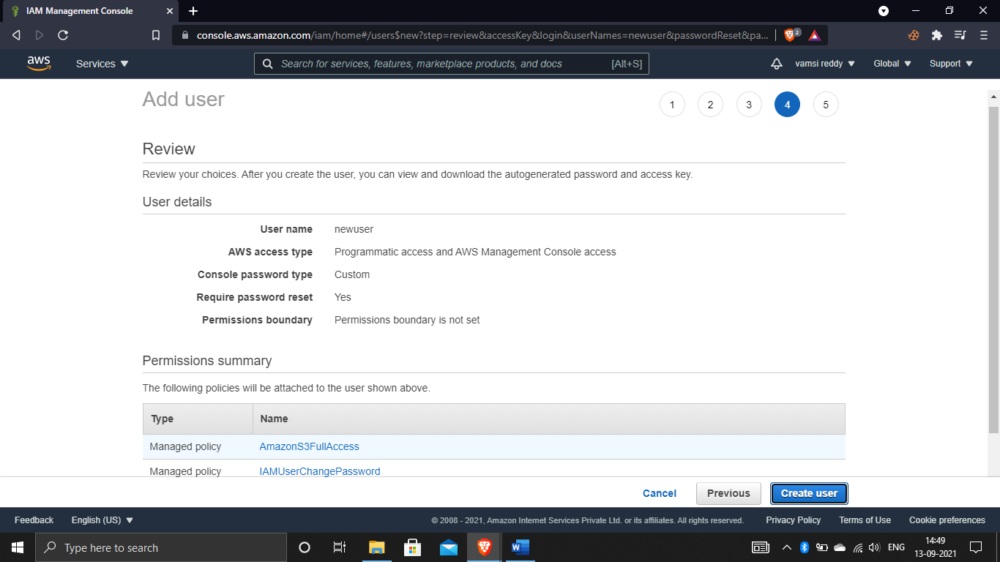 IAM Management Console
console.aws.amazon.com/iam/home#/users$new?step=review&accessKey&login&userNames=newuser&passwordReset&pa...
2
aws
Services
Search for services, features, marketplace products, and docs
[Alt+S]
vamsi reddy
Global
Support
Add user
1
2
3
4
5
Review
Review your choices. After you create the user, you can view and download the autogenerated password and access key.
User details
User name newuser
AWS access type Programmatic access and AWS Management Console access
Console password type Custom
Require password reset Yes
Permissions boundary Permissions boundary is not set
Permissions summary
The following policies will be attached to the user shown above.
Type Name
Managed policy AmazonS3FullAccess
Managed policy IAMUserChangePassword
Cancel Previous Create user
Feedback English (US) © 2008 - 2021, Amazon Internet Services Private Ltd. or its affiliates. All rights reserved. Privacy Policy Terms of Use Cookie preferences
Type here to search
ENG
14:49
13-09-2021